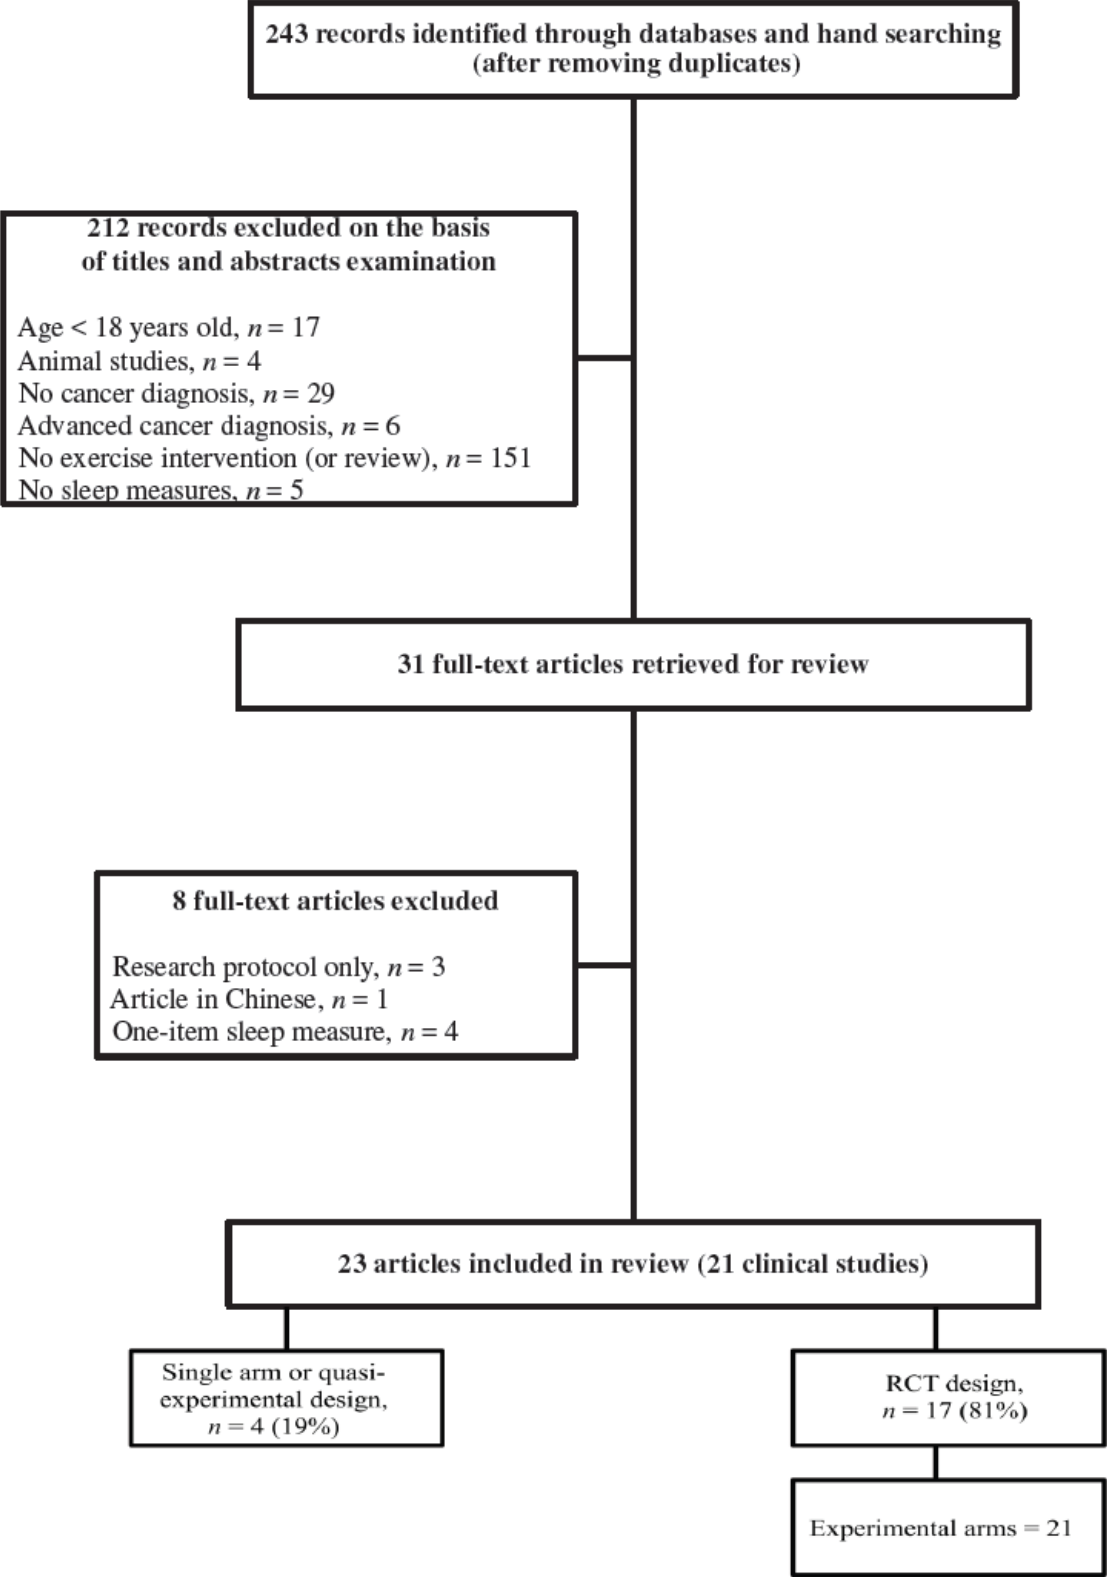 243 records identified through databases and hand searching
(after removing duplicates)
212 records excluded on the basis
of titles and abstracts examination
Age < 18 years old, n = 17
Animal studies, n = 4
No cancer diagnosis, n = 29
Advanced cancer diagnosis, n = 6
No exercise intervention (or review), n = 151
No sleep measures, n = 5
31 full-text articles retrieved for review
8 full-text articles excluded
Research protocol only, n = 3
Article in Chinese, n = 1
One-item sleep measure, n = 4
23 articles included in review (21 clinical studies)
Single arm or quasi-
experimental design,
n = 4 (19%)
RCT design,
n = 17 (81%)
Experimental arms = 21